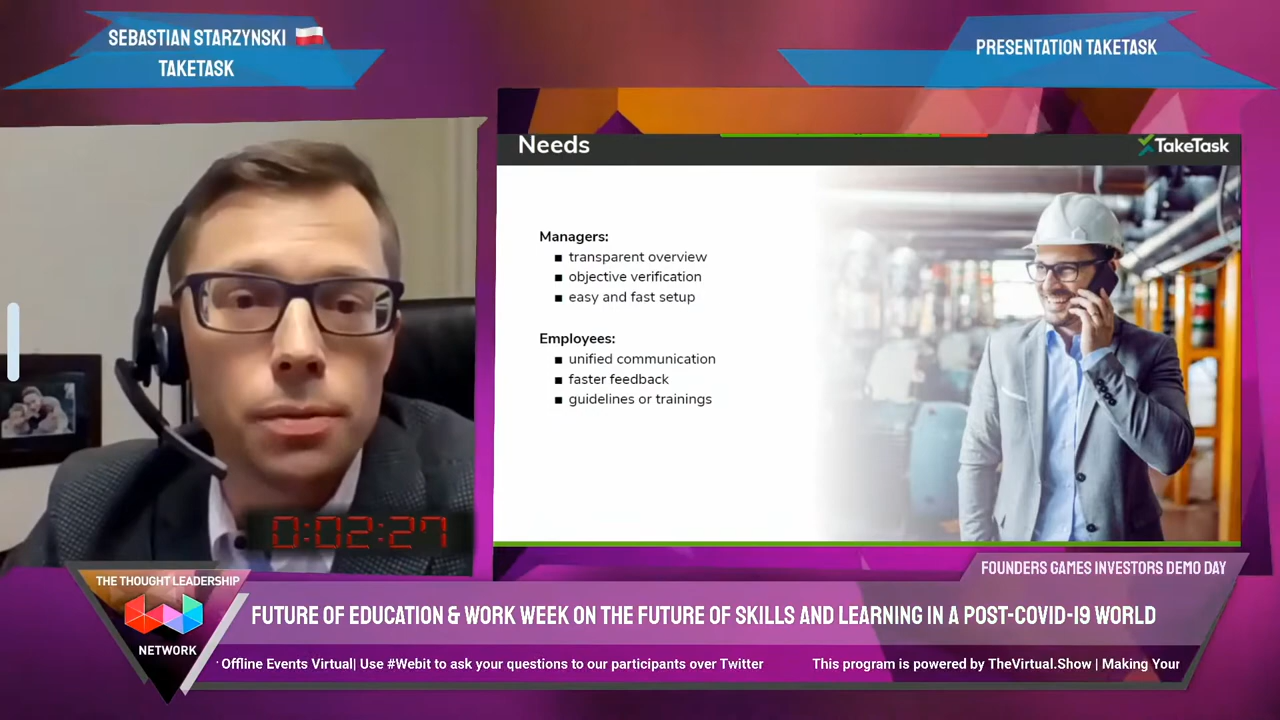 SEBASTIAN STARZYNSKI
TAKETASK
PRESENTATION TAKETASK
Needs
TakeTask
Managers:
■ transparent overview
■ objective verification
■ easy and fast setup
Employees:
■ unified communication
■ faster feedback
■ guidelines or trainings
0:02:27
FOUNDERS GAMES INVESTORS DEMO DAY
THE THOUGHT LEADERSHIP
NETWORK
FUTURE OF EDUCATION & WORK WEEK ON THE FUTURE OF SKILLS AND LEARNING IN A POST-COVID-19 WORLD
Offline Events Virtual| Use #Webit to ask your questions to our participants over Twitter
This program is powered by TheVirtual.Show | Making Your